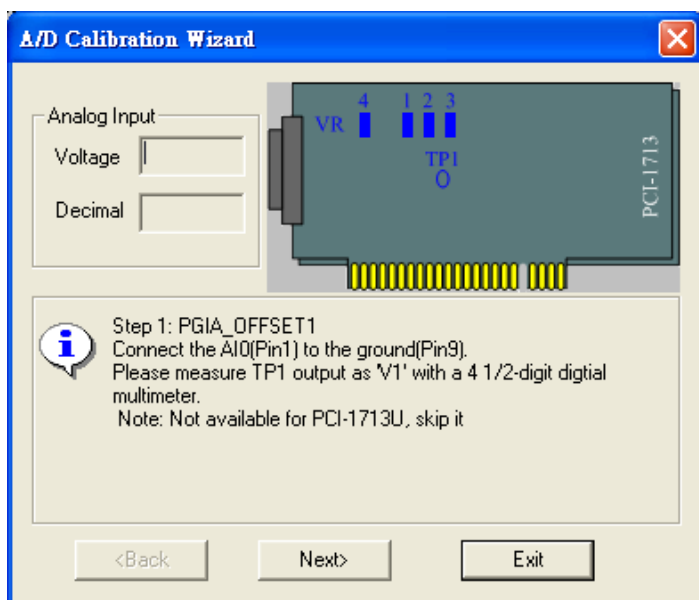 A/D Calibration Wizard
Analog Input
Voltage
Decimal
4 1 2 3
VR
TP1
PCI-1713
Step 1: PGIA_OFFSET1
Connect the AI0(Pin1) to the ground(Pin9).
Please measure TP1 output as 'V1' with a 4 1/2-digit digtial
multimeter.
Note: Not available for PCI-1713U, skip it
<Back
Next>
Exit